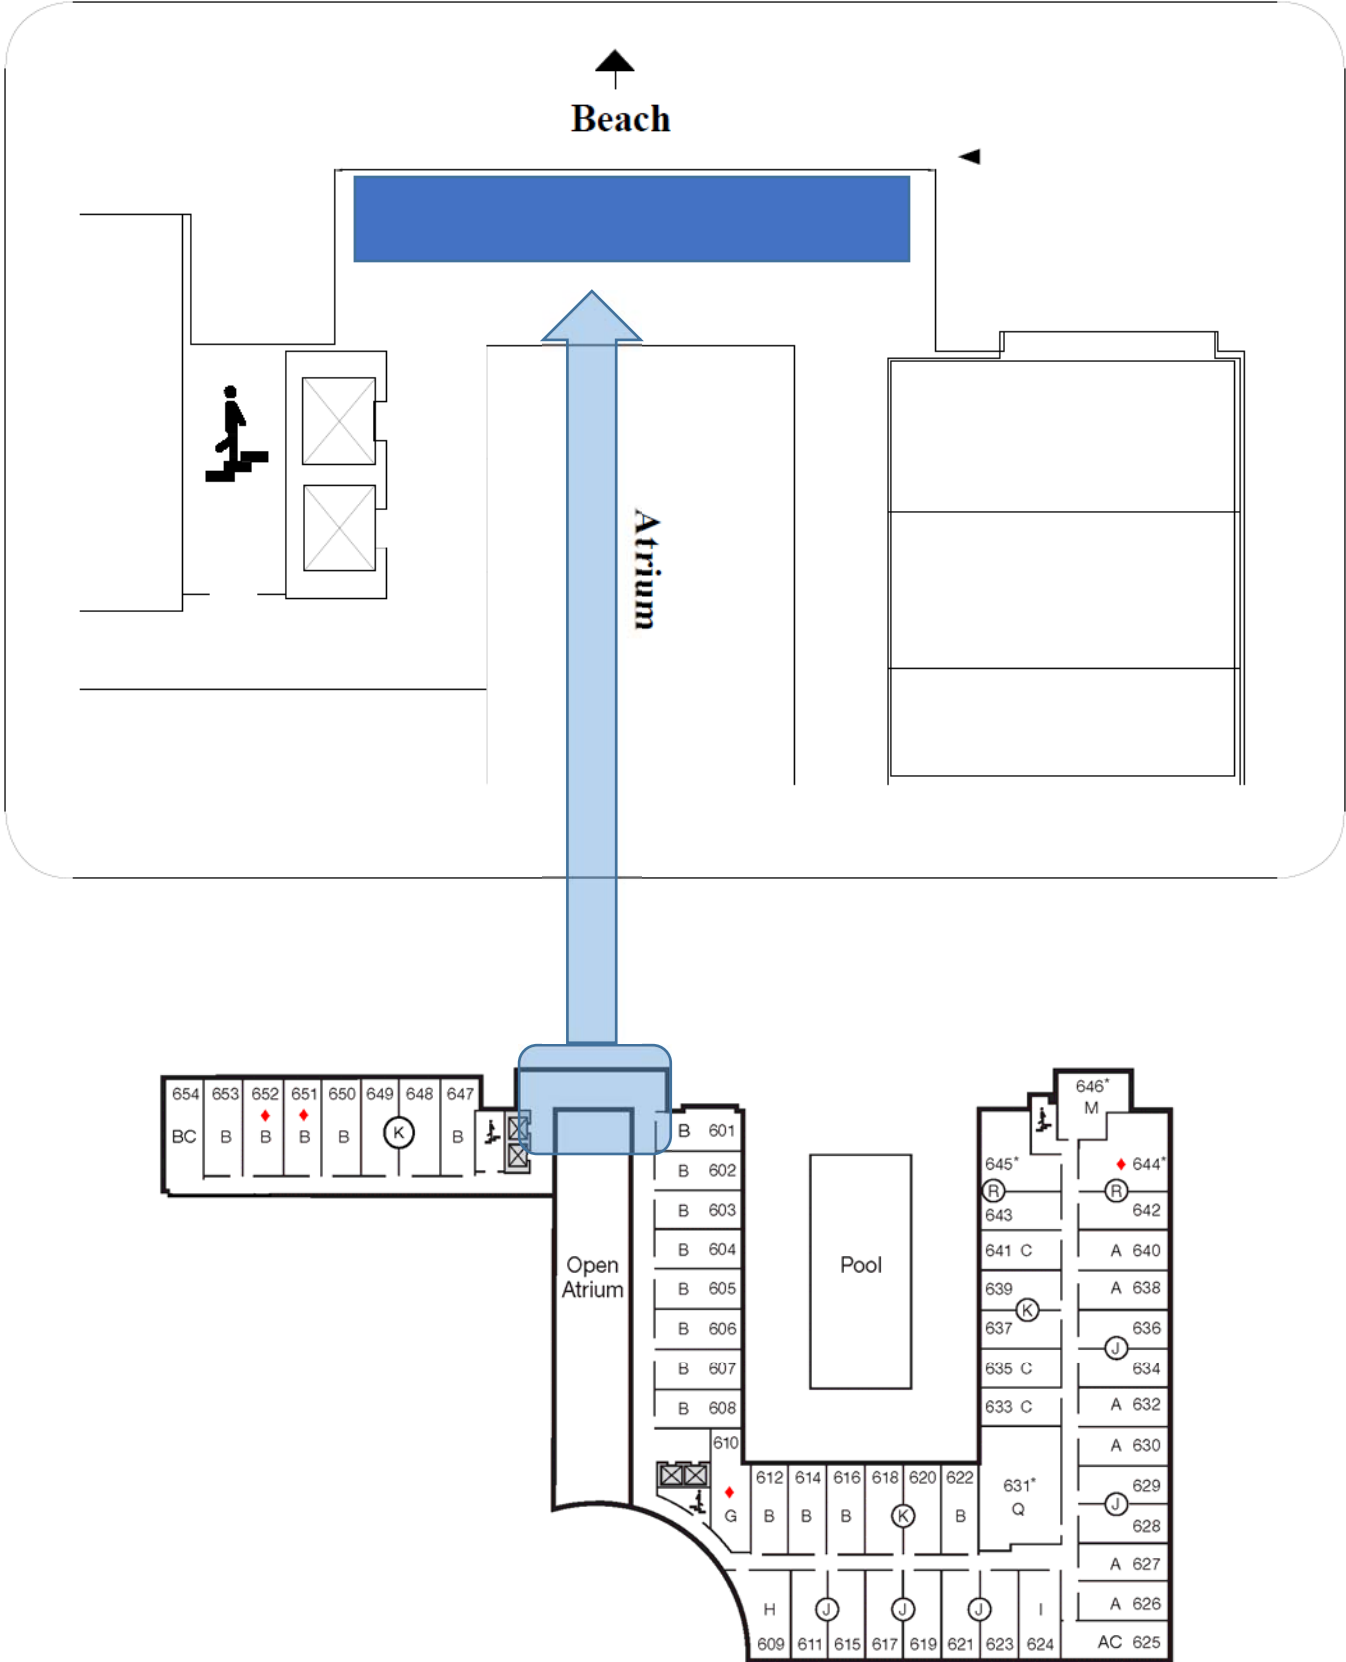 Beach
Atrium
654 653 652 651 650 649 648 647
BC B B B B K B
B 601
B 602
B 603
B 604
B 605
B 606
B 607
B 608
Open
Atrium
Pool
646*
M
645*
644*
R
R
643
642
641 C
A 640
639
A 638
K
637
636
J
635 C
634
633 C
A 632
A 630
631*
Q
629
J
628
A 627
A 626
AC 625
610
G
612 614 616 618 620 622
B B B K B
H J J J I
609 611 615 617 619 621 623 624